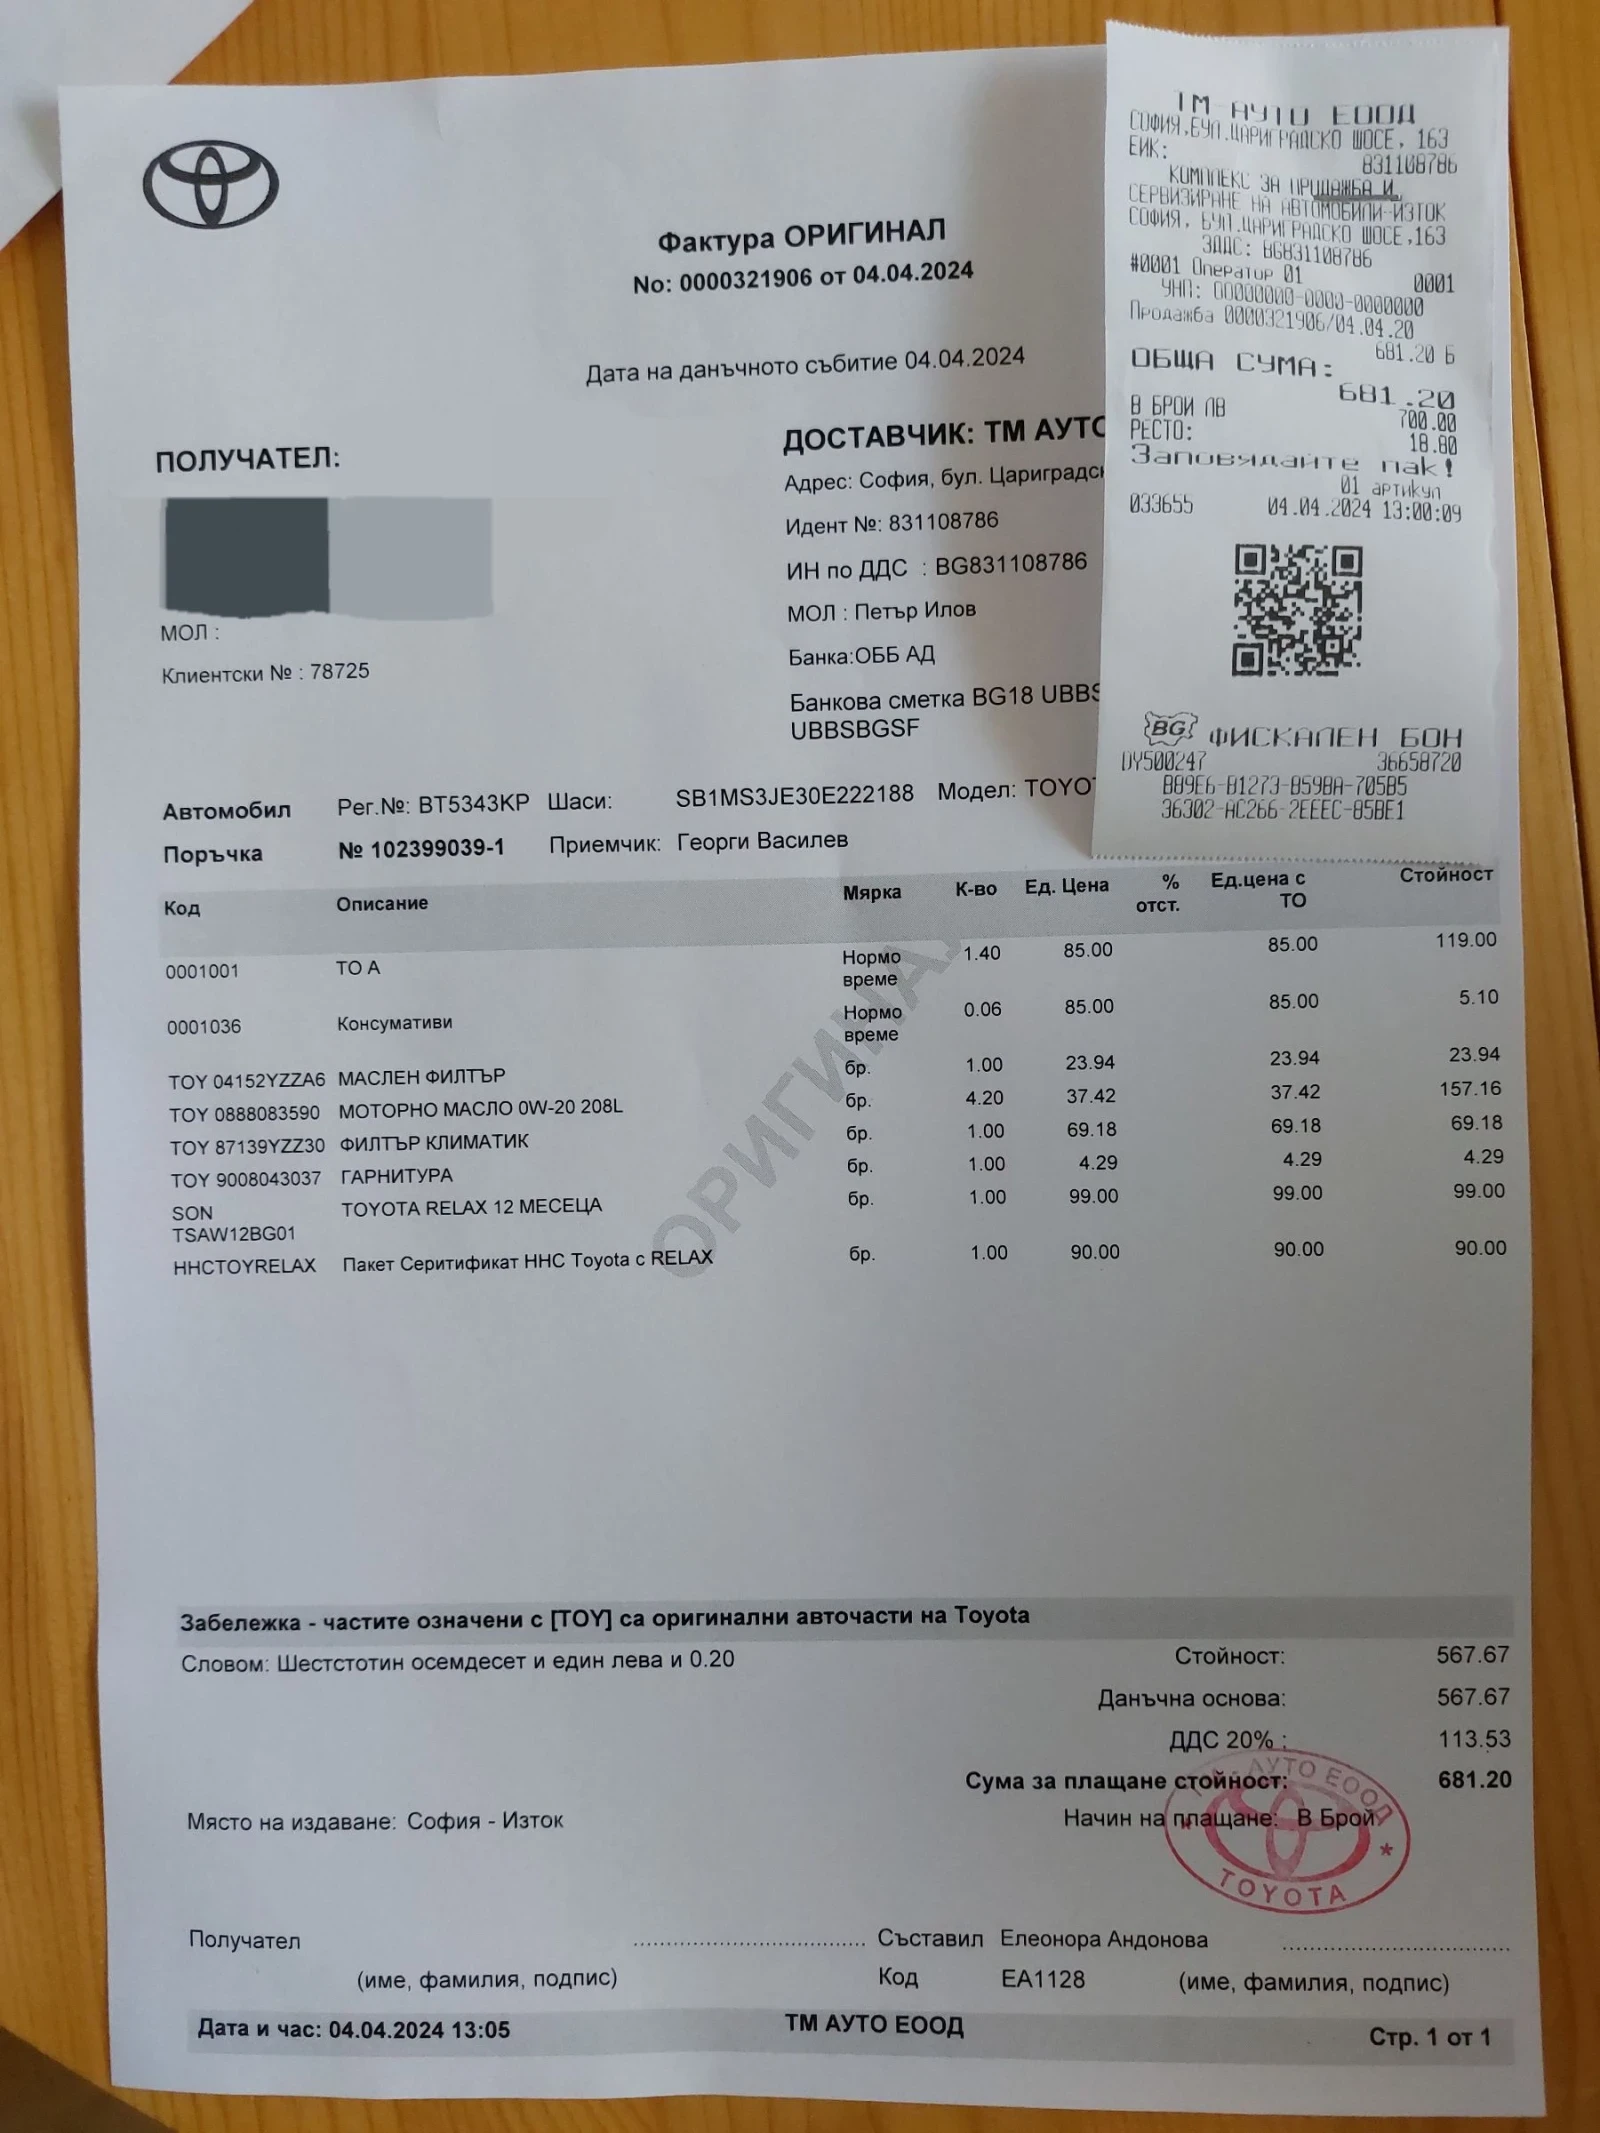 Фактура ОРИГИНАЛ
No: 0000321906 от 04.04.2024
Дата на данъчното събитие 04.04.2024
ПОЛУЧАТЕЛ:
МОЛ :
Клиентски № : 78725
ДОСТАВЧИК: ТМ АУТО
Адрес: София, бул. Цариградск
Идент №: 831108786
ИН по ДДС : BG831108786
МОЛ : Петър Илов
Банка:ОББ АД
Банкова сметка BG18 UBBS
UBBSBGSF
ТМ-АУТО ЕООД
СОФИЯ,БУЛ.ЦАРИГРАДСКО ШОСЕ, 163
ЕИК: 831108786
КОМПЛЕКС ЗА ПРОДАЖБА И
СЕРВИЗИРАНЕ НА АВТОМОБИЛИ-ИЗТОК
СОФИЯ, БУЛ.ЦАРИГРАДСКО ШОСЕ,163
ЗДДС: BG831108786
#0001 Оператор 01 0001
УНП: 00000000-0000-0000000
Продажба 0000321906/04.04.20
681.20 Б
ОБЩА СУМА:
681.20
В БРОЙ ЛВ 700.00
РЕСТО: 18.80
Заповядайте пак!
01 артикул
033655 04.04.2024 13:00:09
BG ФИСКАЛЕН БОН
DY500247 36658720
B89E6-B1273-B59BA-705B5
36302-AC266-2EEEC-85BE1
Автомобил Рег.№: BT5343KP Шаси: SB1MS3JE30E222188 Модел: TOYO
Поръчка № 102399039-1 Приемчик: Георги Василев
Код Описание Мярка К-во Ед. Цена % отст. Ед.цена с ТО Стойност
0001001 ТО А Нормо време 1.40 85.00 85.00 119.00
0001036 Консумативи Нормо време 0.06 85.00 85.00 5.10
TOY 04152YZZA6 МАСЛЕН ФИЛТЪР бр. 1.00 23.94 23.94 23.94
TOY 0888083590 МОТОРНО МАСЛО 0W-20 208L бр. 4.20 37.42 37.42 157.16
TOY 87139YZZ30 ФИЛТЪР КЛИМАТИК бр. 1.00 69.18 69.18 69.18
TOY 9008043037 ГАРНИТУРА бр. 1.00 4.29 4.29 4.29
SON TSAW12BG01 TOYOTA RELAX 12 МЕСЕЦА бр. 1.00 99.00 99.00 99.00
HHCTOYRELAX Пакет Серитификат HHC Toyota с RELAX бр. 1.00 90.00 90.00 90.00
ОРИГИНАЛ
Забележка - частите означени с [TOY] са оригинални авточасти на Toyota
Словом: Шестстотин осемдесет и един лева и 0.20
Стойност: 567.67
Данъчна основа: 567.67
ДДС 20% : 113.53
Сума за плащане стойност: 681.20
Място на издаване: София - Изток
Начин на плащане: В Брой
ТМ-АУТО ЕООД
TOYOTA
Получател Съставил Елеонора Андонова
(име, фамилия, подпис) Код EA1128 (име, фамилия, подпис)
Дата и час: 04.04.2024 13:05 ТМ АУТО ЕООД Стр. 1 от 1